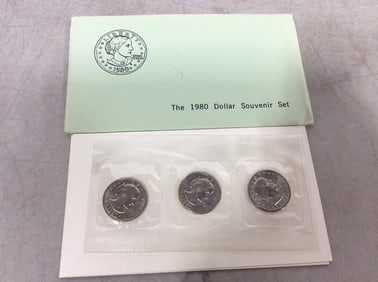 LIBERTY
1980
The 1980 Dollar Souvenir Set